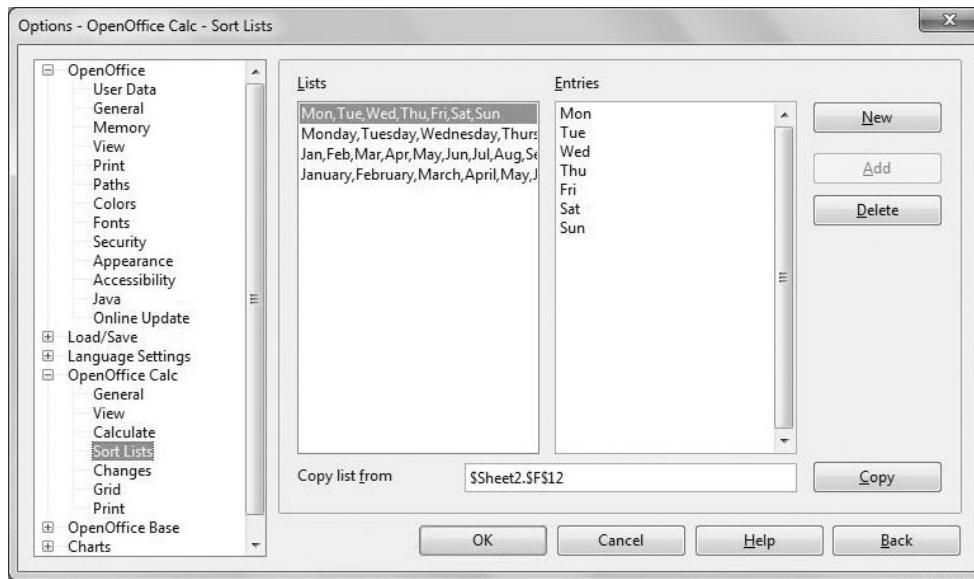 Options - OpenOffice Calc - Sort Lists
OpenOffice
User Data
General
Memory
View
Print
Paths
Colors
Fonts
Security
Appearance
Accessibility
Java
Online Update
Load/Save
Language Settings
OpenOffice Calc
General
View
Calculate
Sort Lists
Changes
Grid
Print
OpenOffice Base
Charts
Lists
Mon,Tue,Wed,Thu,Fri,Sat,Sun
Monday,Tuesday,Wednesday,Thurs
Jan,Feb,Mar,Apr,May,Jun,Jul,Aug,Se
January,February,March,April,May,J
Entries
Mon
Tue
Wed
Thu
Fri
Sat
Sun
New
Add
Delete
Copy list from
$Sheet2.$F$12
Copy
OK
Cancel
Help
Back